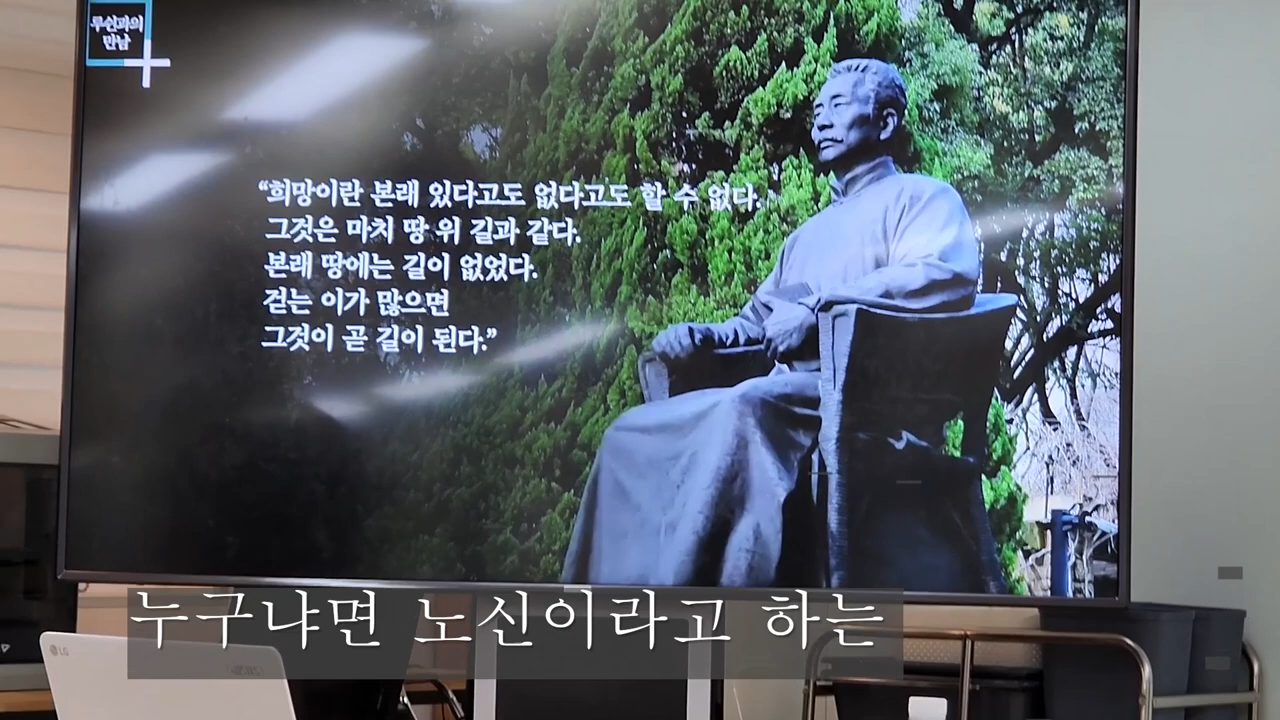 루쉰과의
만남
“희망이란 본래 있다고도 없다고도 할 수 없다.
그것은 마치 땅 위 길과 같다.
본래 땅에는 길이 없었다.
걷는 이가 많으면
그것이 곧 길이 된다.”
누구냐면 노신이라고 하는
LG